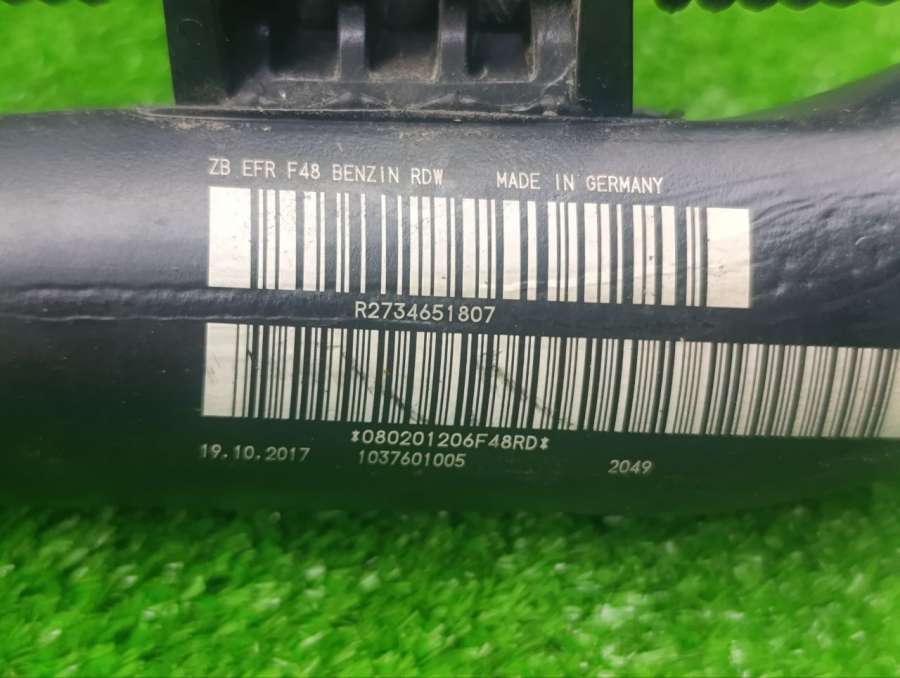 ZB EFR F48 BENZIN RDW MADE IN GERMANY
R2734651807
*080201206F48RD*
19.10.2017 1037601005 2049